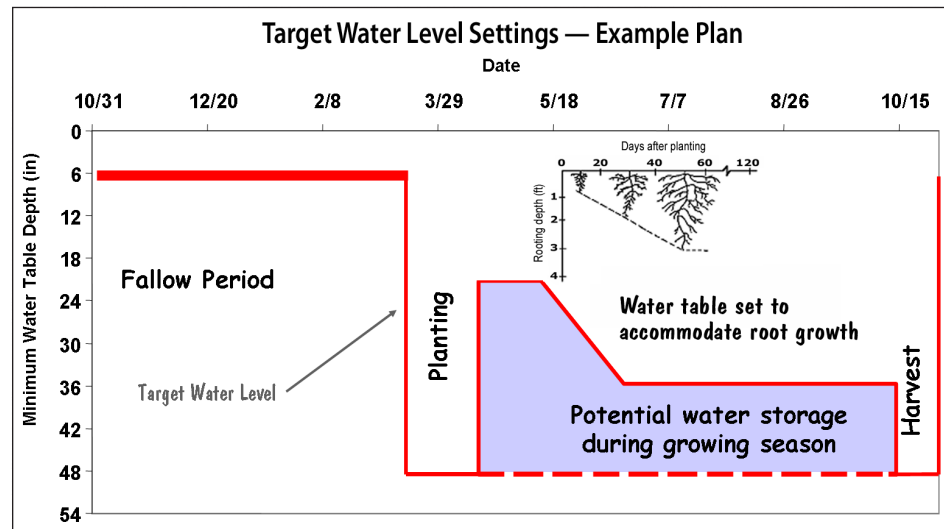 Target Water Level Settings — Example Plan
Date
10/31 12/20 2/8 3/29 5/18 7/7 8/26 10/15
Minimum Water Table Depth (in)
0
6
12
18
24
30
36
42
48
54
Days after planting
0 20 40 60 120
Rooting depth (ft)
1
2
3
4
Fallow Period
Target Water Level
Planting
Water table set to
accommodate root growth
Potential water storage
during growing season
Harvest